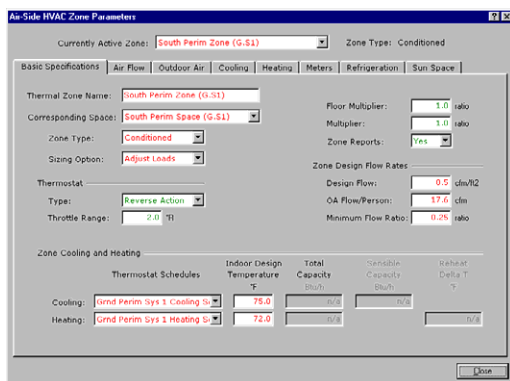 Air-Side HVAC Zone Parameters
Currently Active Zone: South Perim Zone (G.S1) Zone Type: Conditioned
Basic Specifications Air Flow Outdoor Air Cooling Heating Meters Refrigeration Sun Space
Thermal Zone Name: South Perim Zone (G.S1)
Corresponding Space: South Perim Space (G.S1)
Zone Type: Conditioned
Sizing Option: Adjust Loads
Floor Multiplier: 1.0 ratio
Multiplier: 1.0 ratio
Zone Reports: Yes
Thermostat
Type: Reverse Action
Throttle Range: 2.0 °R
Zone Design Flow Rates
Design Flow: 0.5 cfm/ft2
OA Flow/Person: 17.6 cfm
Minimum Flow Ratio: 0.25 ratio
Zone Cooling and Heating
Thermostat Schedules
Indoor Design Temperature °F
Total Capacity Btu/h
Sensible Capacity Btu/h
Reheat Delta T °F
Cooling: Grnd Perim Sys 1 Cooling S 75.0 n/a n/a
Heating: Grnd Perim Sys 1 Heating S 72.0 n/a n/a
Close